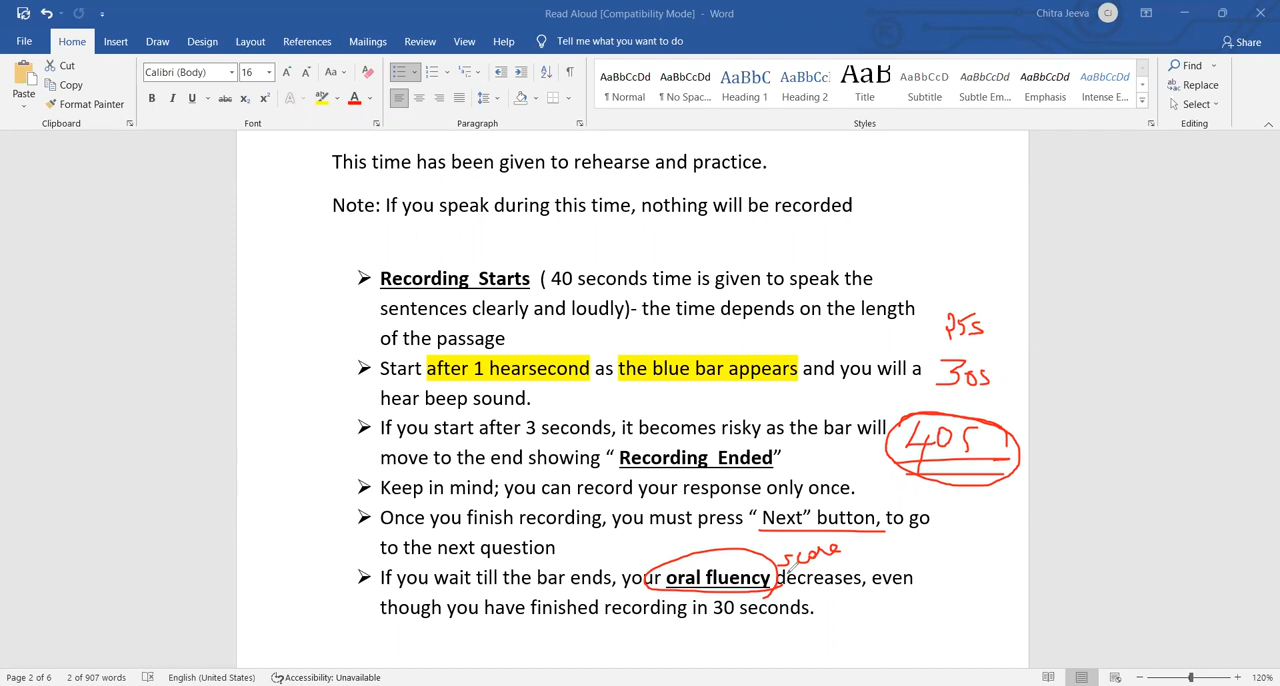 Read Aloud [Compatibility Mode] - Word
Chitra Jeeva
CJ
File Home Insert Draw Design Layout References Mailings Review View Help Tell me what you want to do
Share
Paste
Cut
Copy
Format Painter
Clipboard
Calibri (Body) 16
Font
Paragraph
AaBbCcDd AaBbCcDd AaBbC AaBbCc AaB AaBbCcDd AaBbCcDd AaBbCcDd AaBbCcDd
¶ Normal ¶ No Spac... Heading 1 Heading 2 Title Subtitle Subtle Em... Emphasis Intense E...
Styles
Find
Replace
Select
Editing
This time has been given to rehearse and practice.
Note: If you speak during this time, nothing will be recorded
Recording Starts ( 40 seconds time is given to speak the
sentences clearly and loudly)- the time depends on the length
of the passage
25s
Start after 1 hearsecond as the blue bar appears and you will a
hear beep sound.
30s
If you start after 3 seconds, it becomes risky as the bar will
move to the end showing “ Recording Ended”
40s
Keep in mind; you can record your response only once.
Once you finish recording, you must press “ Next” button, to go
to the next question
score
If you wait till the bar ends, your oral fluency decreases, even
though you have finished recording in 30 seconds.
Page 2 of 6 2 of 907 words English (United States) Accessibility: Unavailable
120%